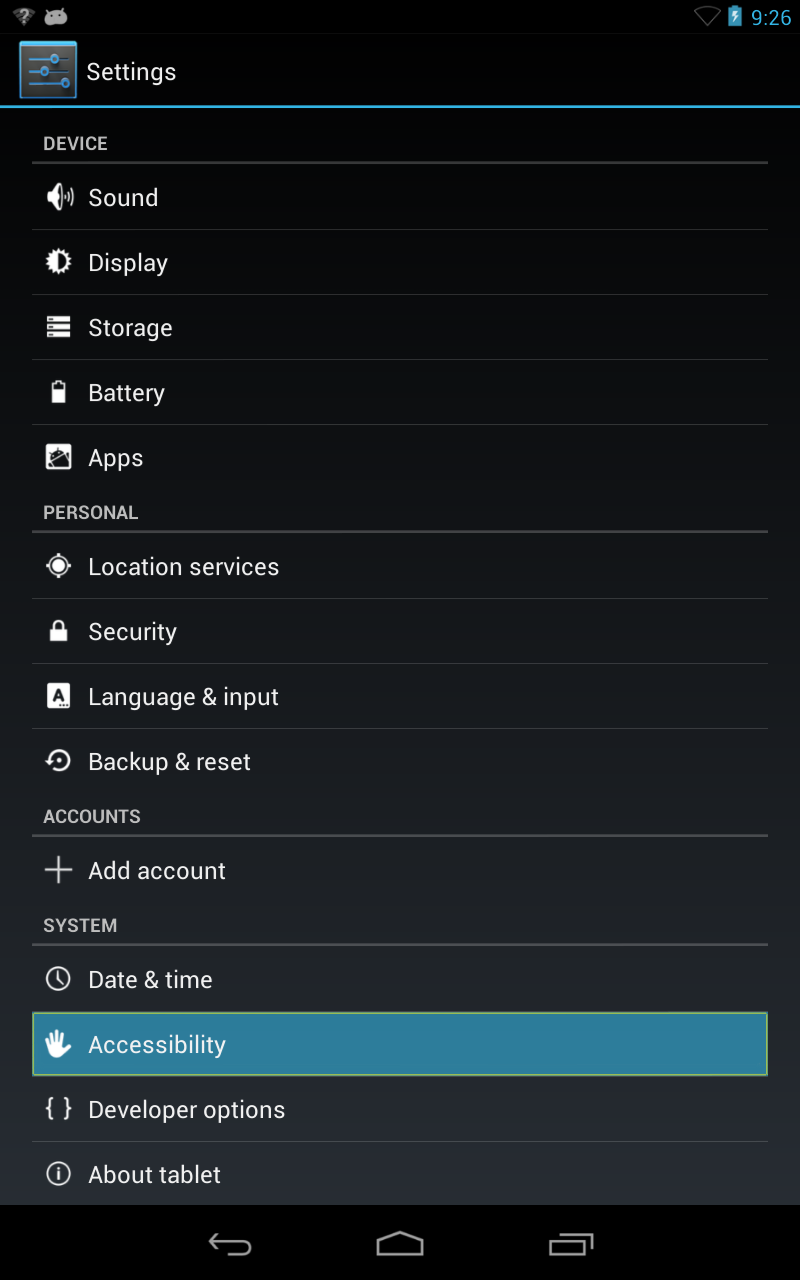 9:26
Settings
DEVICE
Sound
Display
Storage
Battery
Apps
PERSONAL
Location services
Security
Language & input
Backup & reset
ACCOUNTS
Add account
SYSTEM
Date & time
Accessibility
Developer options
About tablet